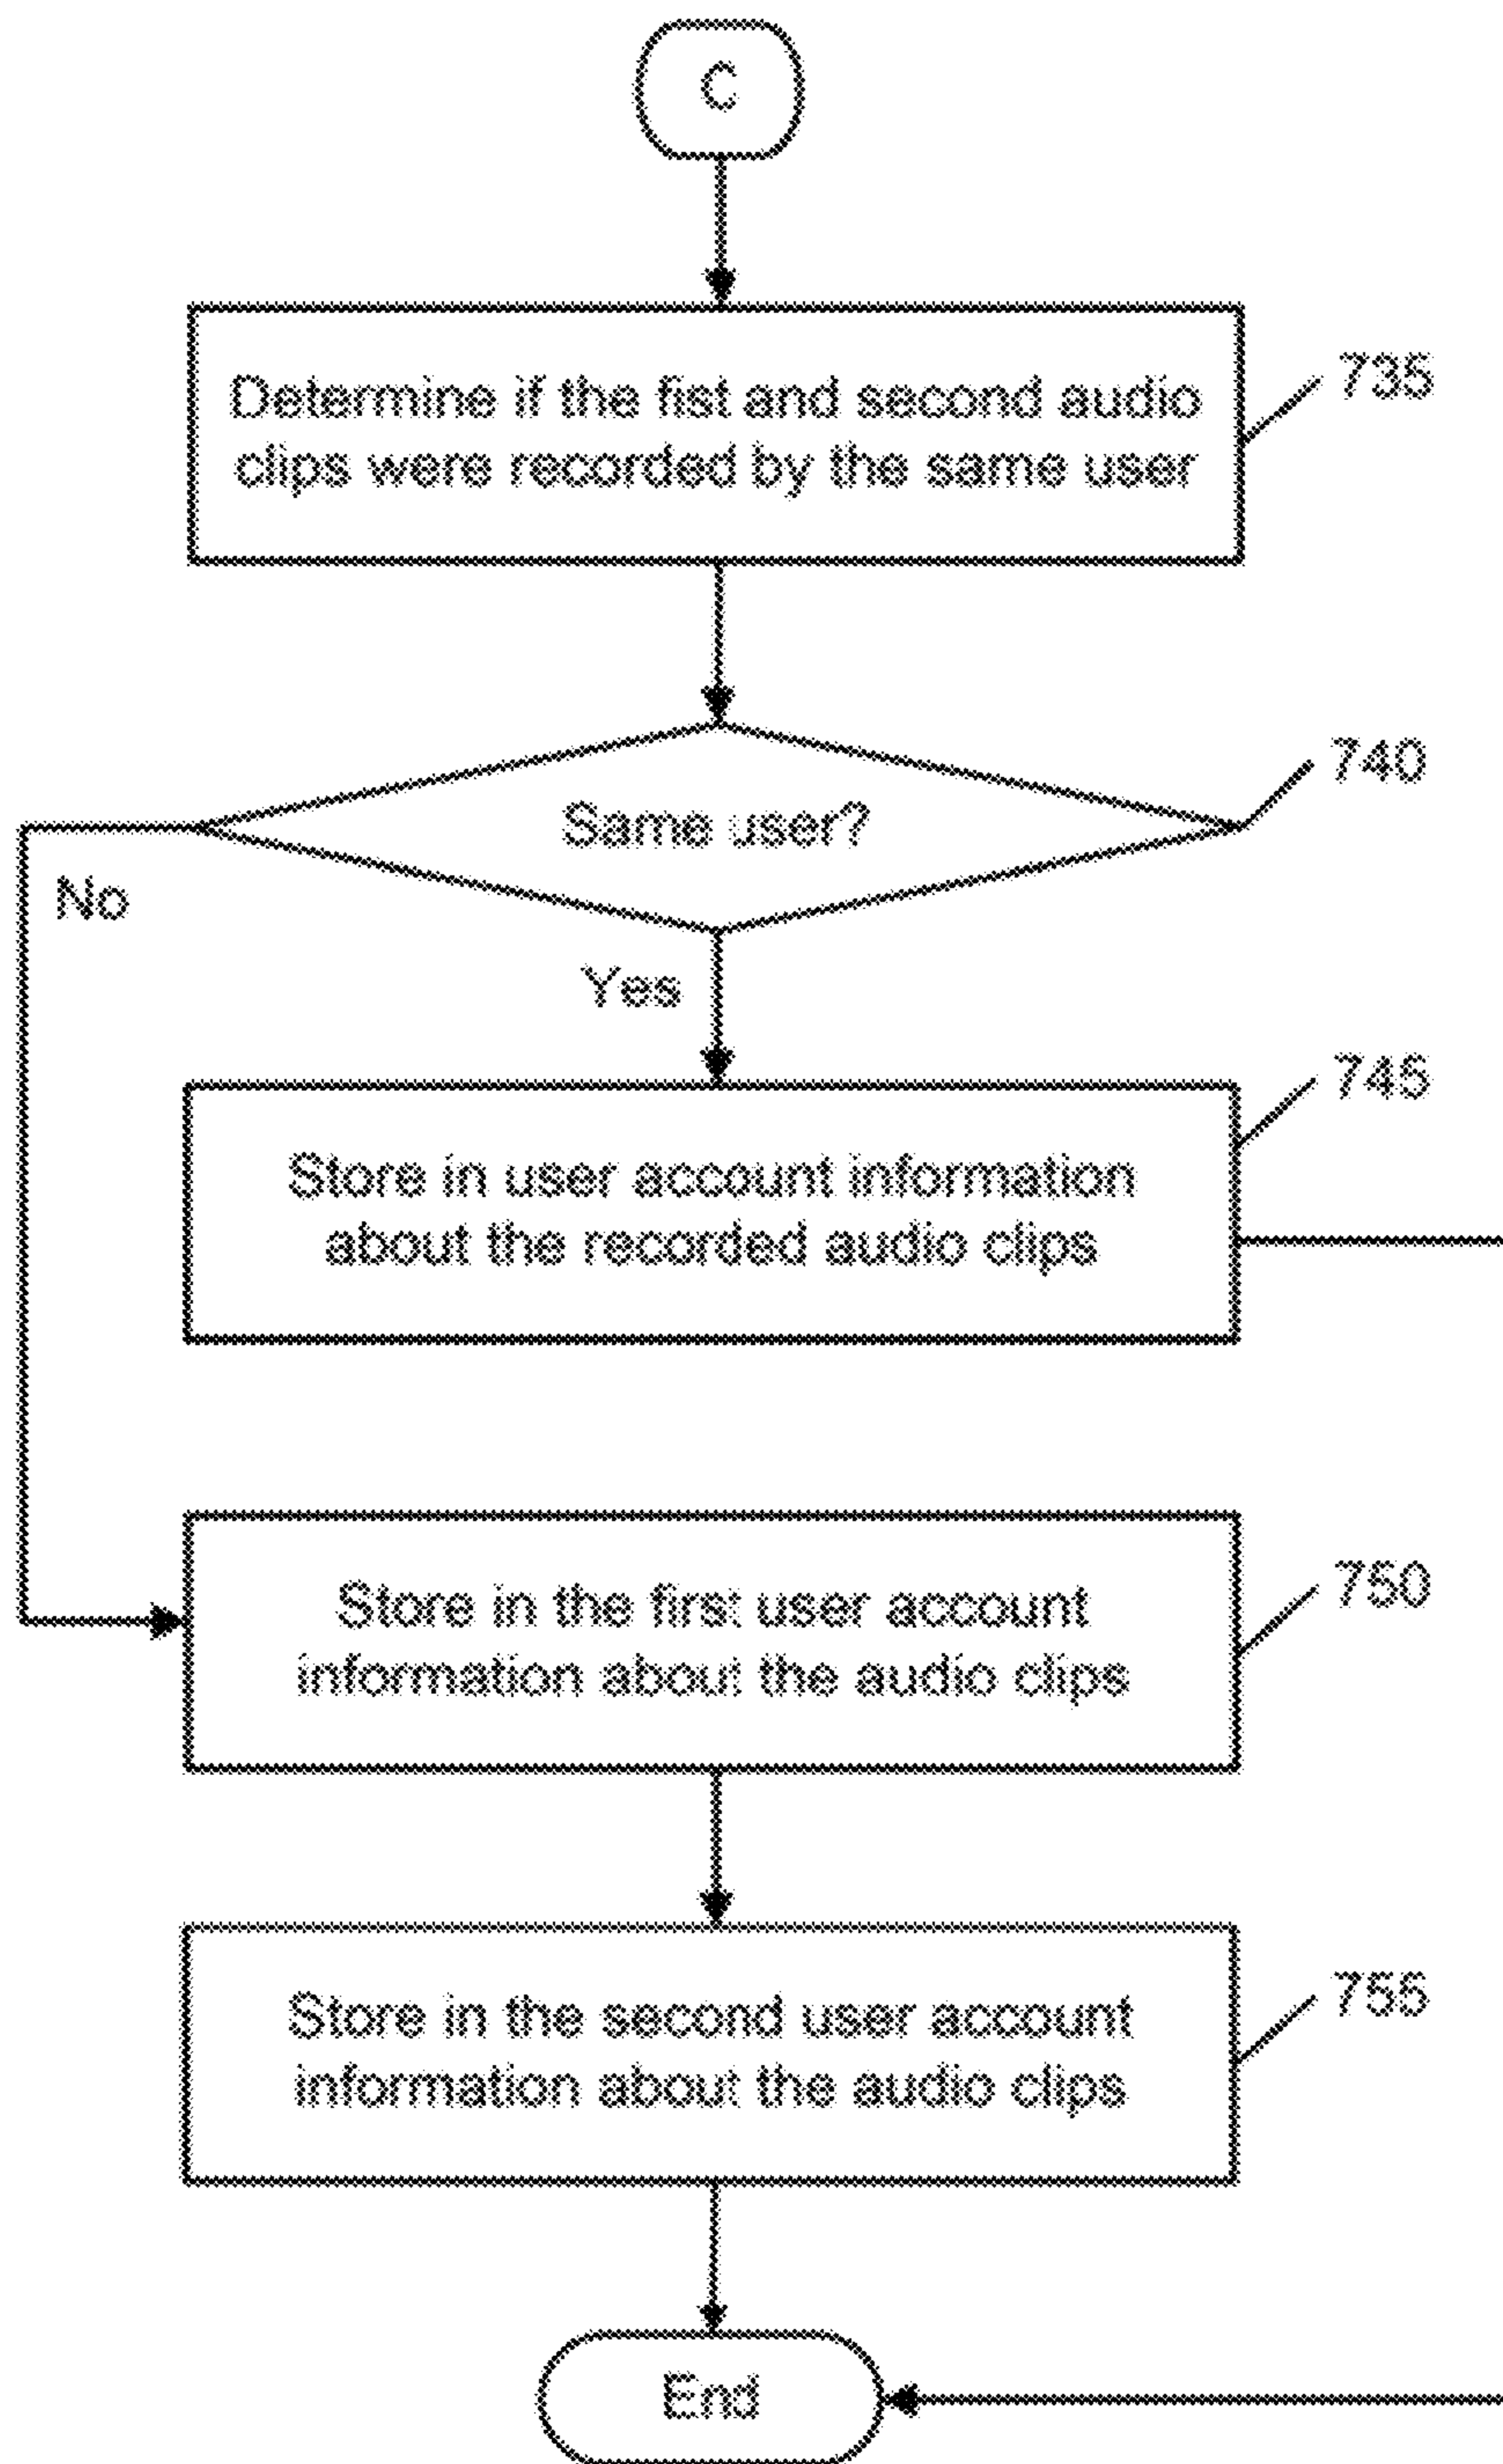 C
Determine if the fist and second audio
clips were recorded by the same user
735
Same user?
740
No
Yes
Store in user account information
about the recorded audio clips
745
Store in the first user account
information about the audio clips
750
Store in the second user account
information about the audio clips
755
End